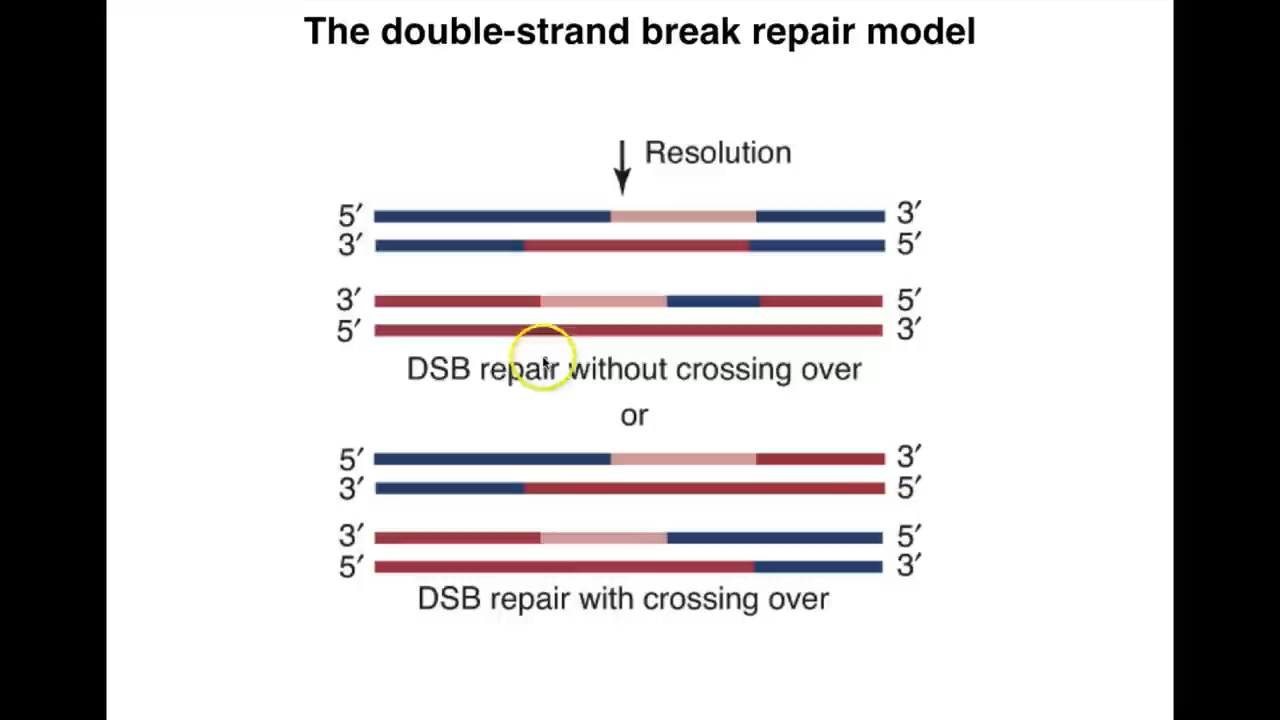 The double-strand break repair model
Resolution
5′ 3′
3′ 5′
3′ 5′
5′ 3′
DSB repair without crossing over
or
5′ 3′
3′ 5′
3′ 5′
5′ 3′
DSB repair with crossing over